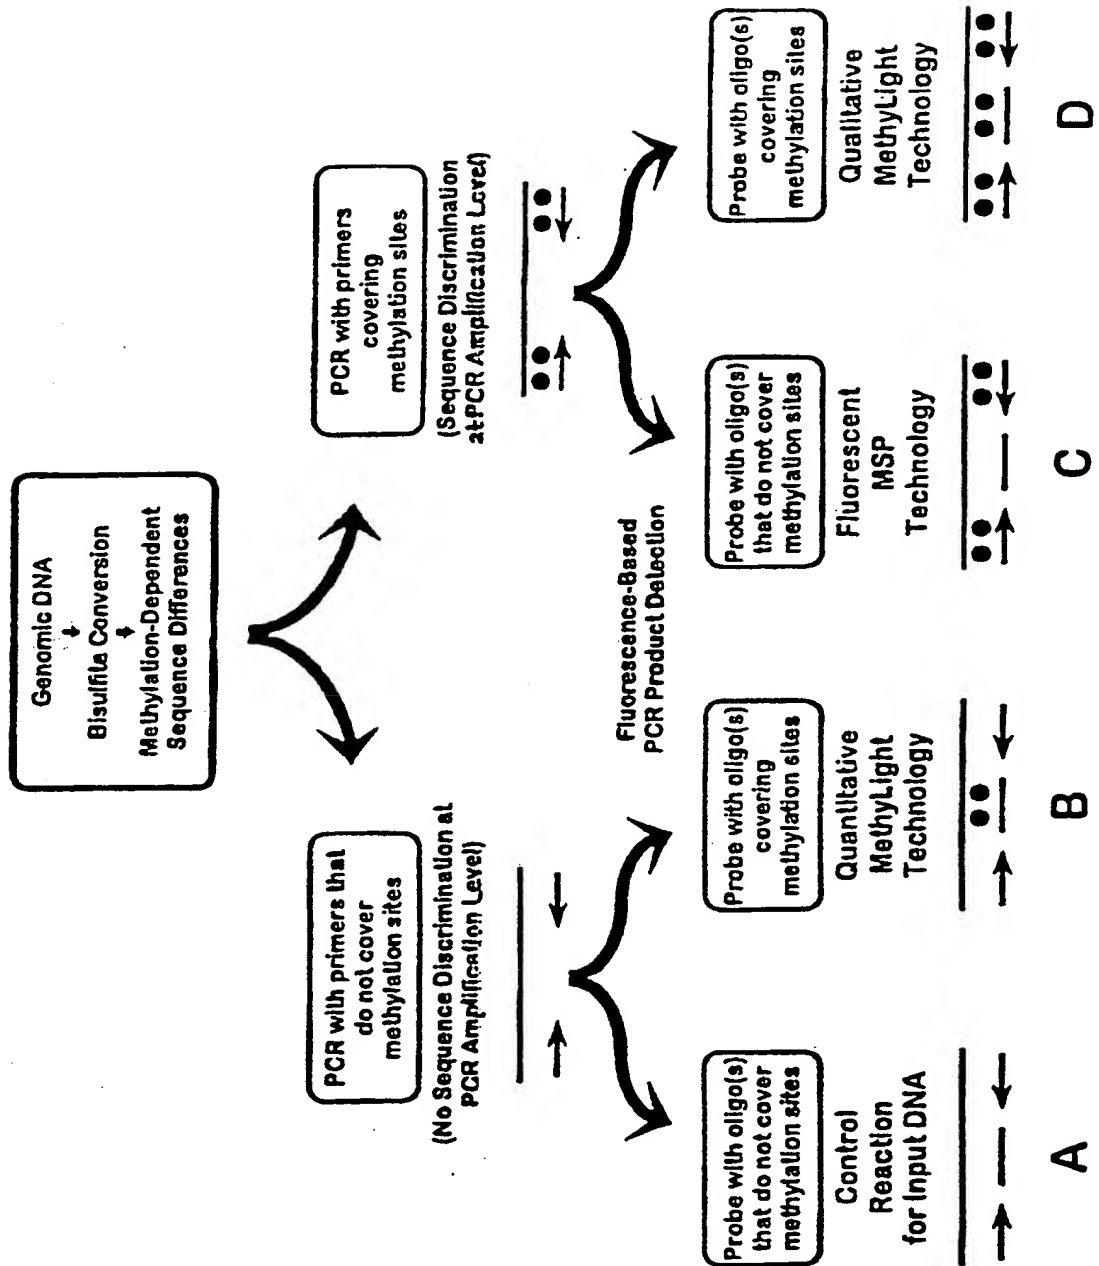 Genomic DNA
Bisulfite Conversion
Methylation-Dependent
Sequence Differences
PCR with primers that
do not cover
methylation sites
(No Sequence Discrimination at
PCR Amplification Level)
PCR with primers
covering
methylation sites
(Sequence Discrimination
at PCR Amplification Level)
Fluorescence-Based
PCR Product Detection
Probe with oligo(s)
that do not cover
methylation sites
Control
Reaction
for Input DNA
A
Probe with oligo(s)
covering
methylation sites
Quantitative
MethyLight
Technology
B
Probe with oligo(s)
that do not cover
methylation sites
Fluorescent
MSP
Technology
C
Probe with oligo(s)
covering
methylation sites
Qualitative
MethyLight
Technology
D